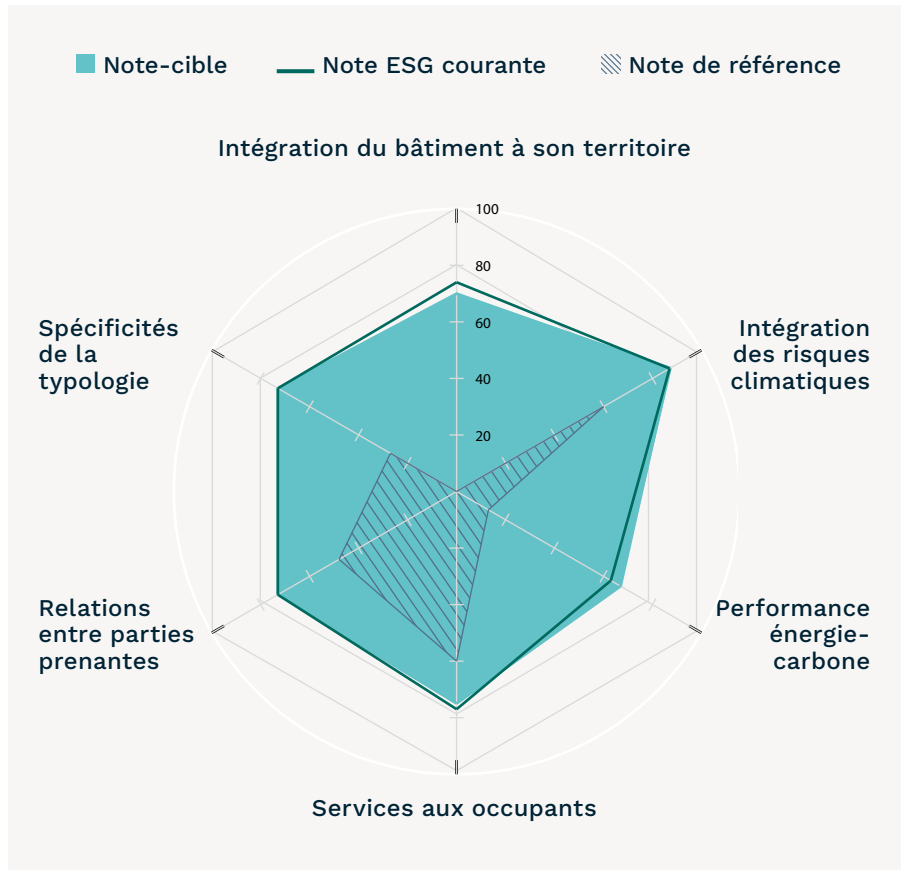 Note-cible Note ESG courante Note de référence
Intégration du bâtiment à son territoire
100
80
60
40
20
Spécificités
de la
typologie
Intégration
des risques
climatiques
Relations
entre parties
prenantes
Performance
énergie-
carbone
Services aux occupants